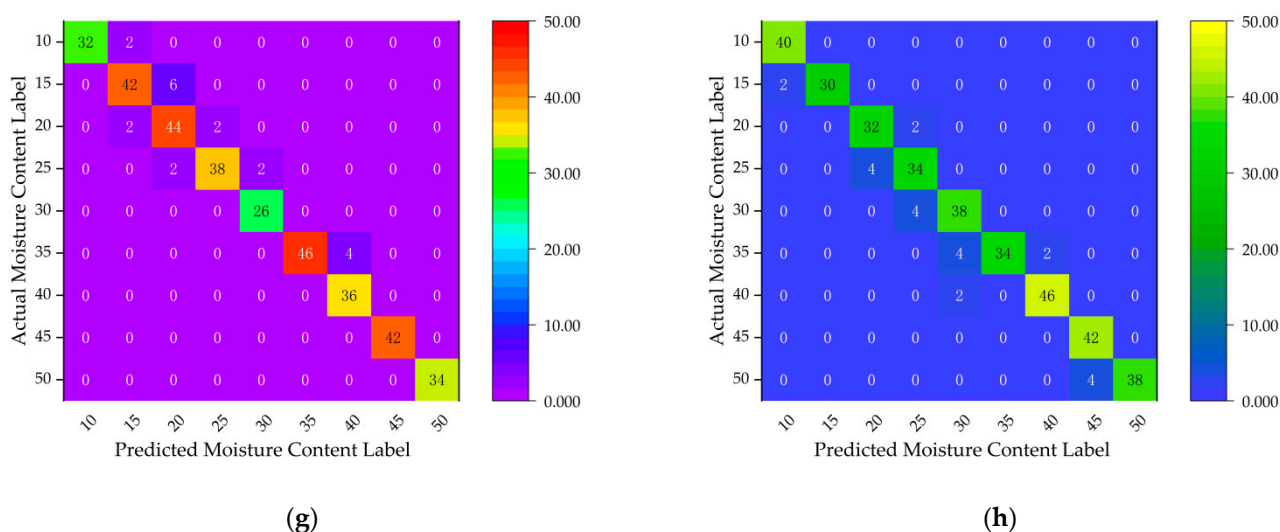 10 32 2 0 0 0 0 0 0 0
15 0 42 6 0 0 0 0 0 0
20 0 2 44 2 0 0 0 0 0
25 0 0 2 38 2 0 0 0 0
30 0 0 0 0 26 0 0 0 0
35 0 0 0 0 0 46 4 0 0
40 0 0 0 0 0 0 36 0 0
45 0 0 0 0 0 0 0 42 0
50 0 0 0 0 0 0 0 0 34
10 15 20 25 30 35 40 45 50
Actual Moisture Content Label
Predicted Moisture Content Label
50.00
40.00
30.00
20.00
10.00
0.000
(g)
10 40 0 0 0 0 0 0 0 0
15 2 30 0 0 0 0 0 0 0
20 0 0 32 2 0 0 0 0 0
25 0 0 4 34 0 0 0 0 0
30 0 0 0 4 38 0 0 0 0
35 0 0 0 0 4 34 2 0 0
40 0 0 0 0 2 0 46 0 0
45 0 0 0 0 0 0 0 42 0
50 0 0 0 0 0 0 0 4 38
10 15 20 25 30 35 40 45 50
Actual Moisture Content Label
Predicted Moisture Content Label
50.00
40.00
30.00
20.00
10.00
0.000
(h)